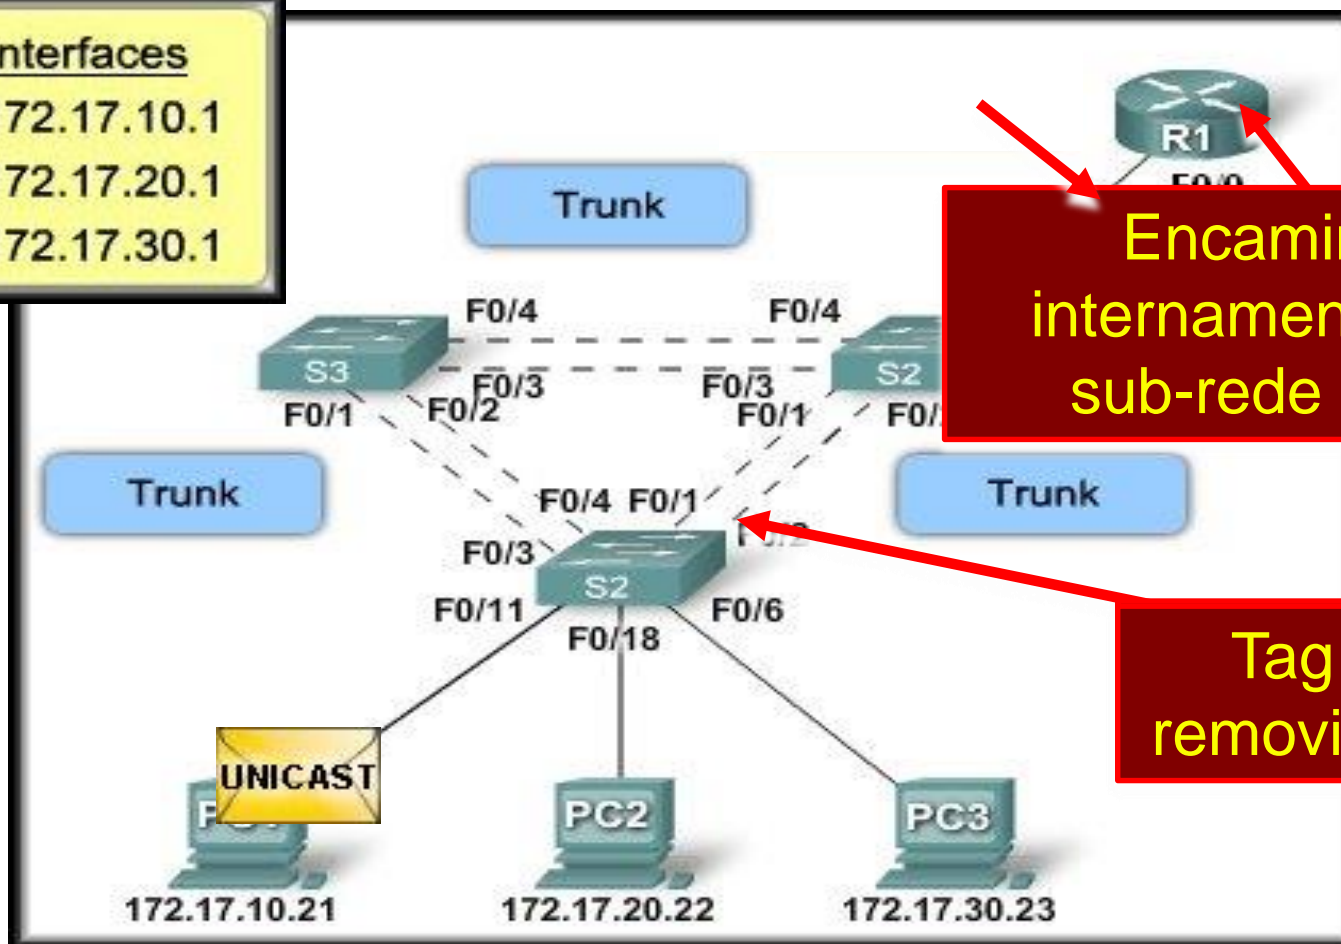 nterfaces
72.17.10.1
72.17.20.1
72.17.30.1
R1
Trunk
Encami
internamen
sub-rede
F0/4
F0/4
S3
F0/3
F0/3
S2
F0/1
F0/2
F0/1
F0/
Trunk
Trunk
F0/4
F0/1
F0/3
S2
F0/11
F0/6
F0/18
Tag
removi
UNICAST
PC2
PC3
172.17.10.21
172.17.20.22
172.17.30.23